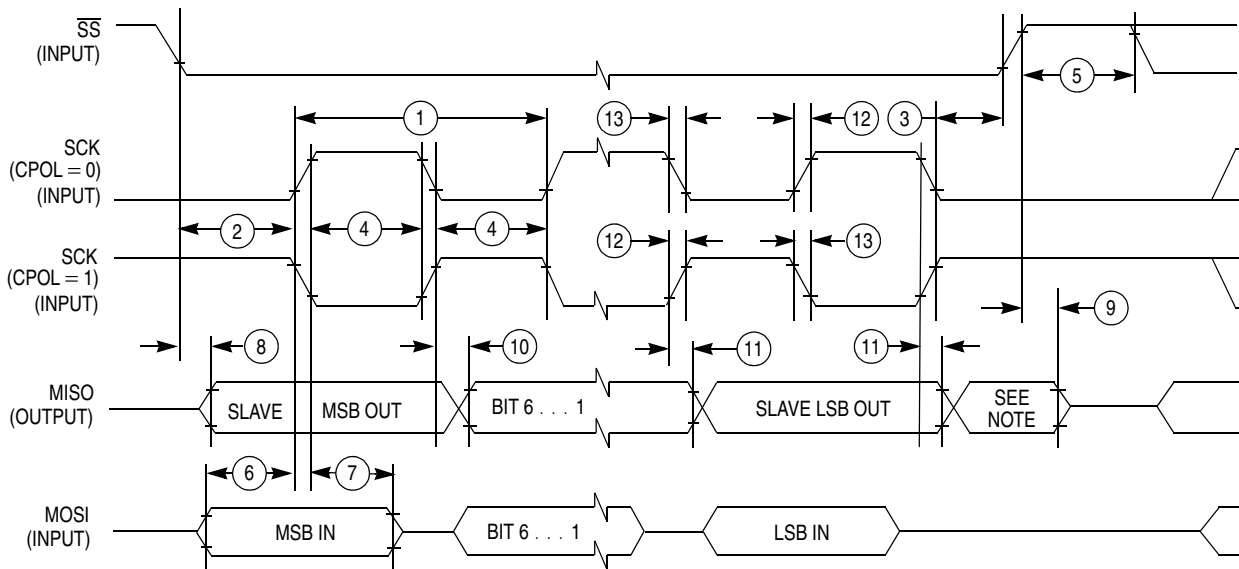 SS
(INPUT)
5
1
13
12
3
SCK
(CPOL = 0)
(INPUT)
2
4
4
12
13
SCK
(CPOL = 1)
(INPUT)
9
8
10
11
11
MISO
(OUTPUT)
SLAVE
MSB OUT
BIT 6 . . . 1
SLAVE LSB OUT
SEE
NOTE
6
7
MOSI
(INPUT)
MSB IN
BIT 6 . . . 1
LSB IN